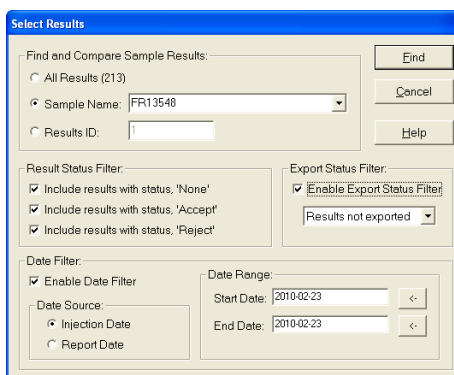 Select Results
Find and Compare Sample Results:
Find
All Results (213)
Sample Name: FR13548
Cancel
Results ID: 1
Help
Result Status Filter:
Include results with status, 'None'
Include results with status, 'Accept'
Include results with status, 'Reject'
Export Status Filter:
Enable Export Status Filter
Results not exported
Date Filter:
Enable Date Filter
Date Source:
Injection Date
Report Date
Date Range:
Start Date: 2010-02-23 <-
End Date: 2010-02-23 <-